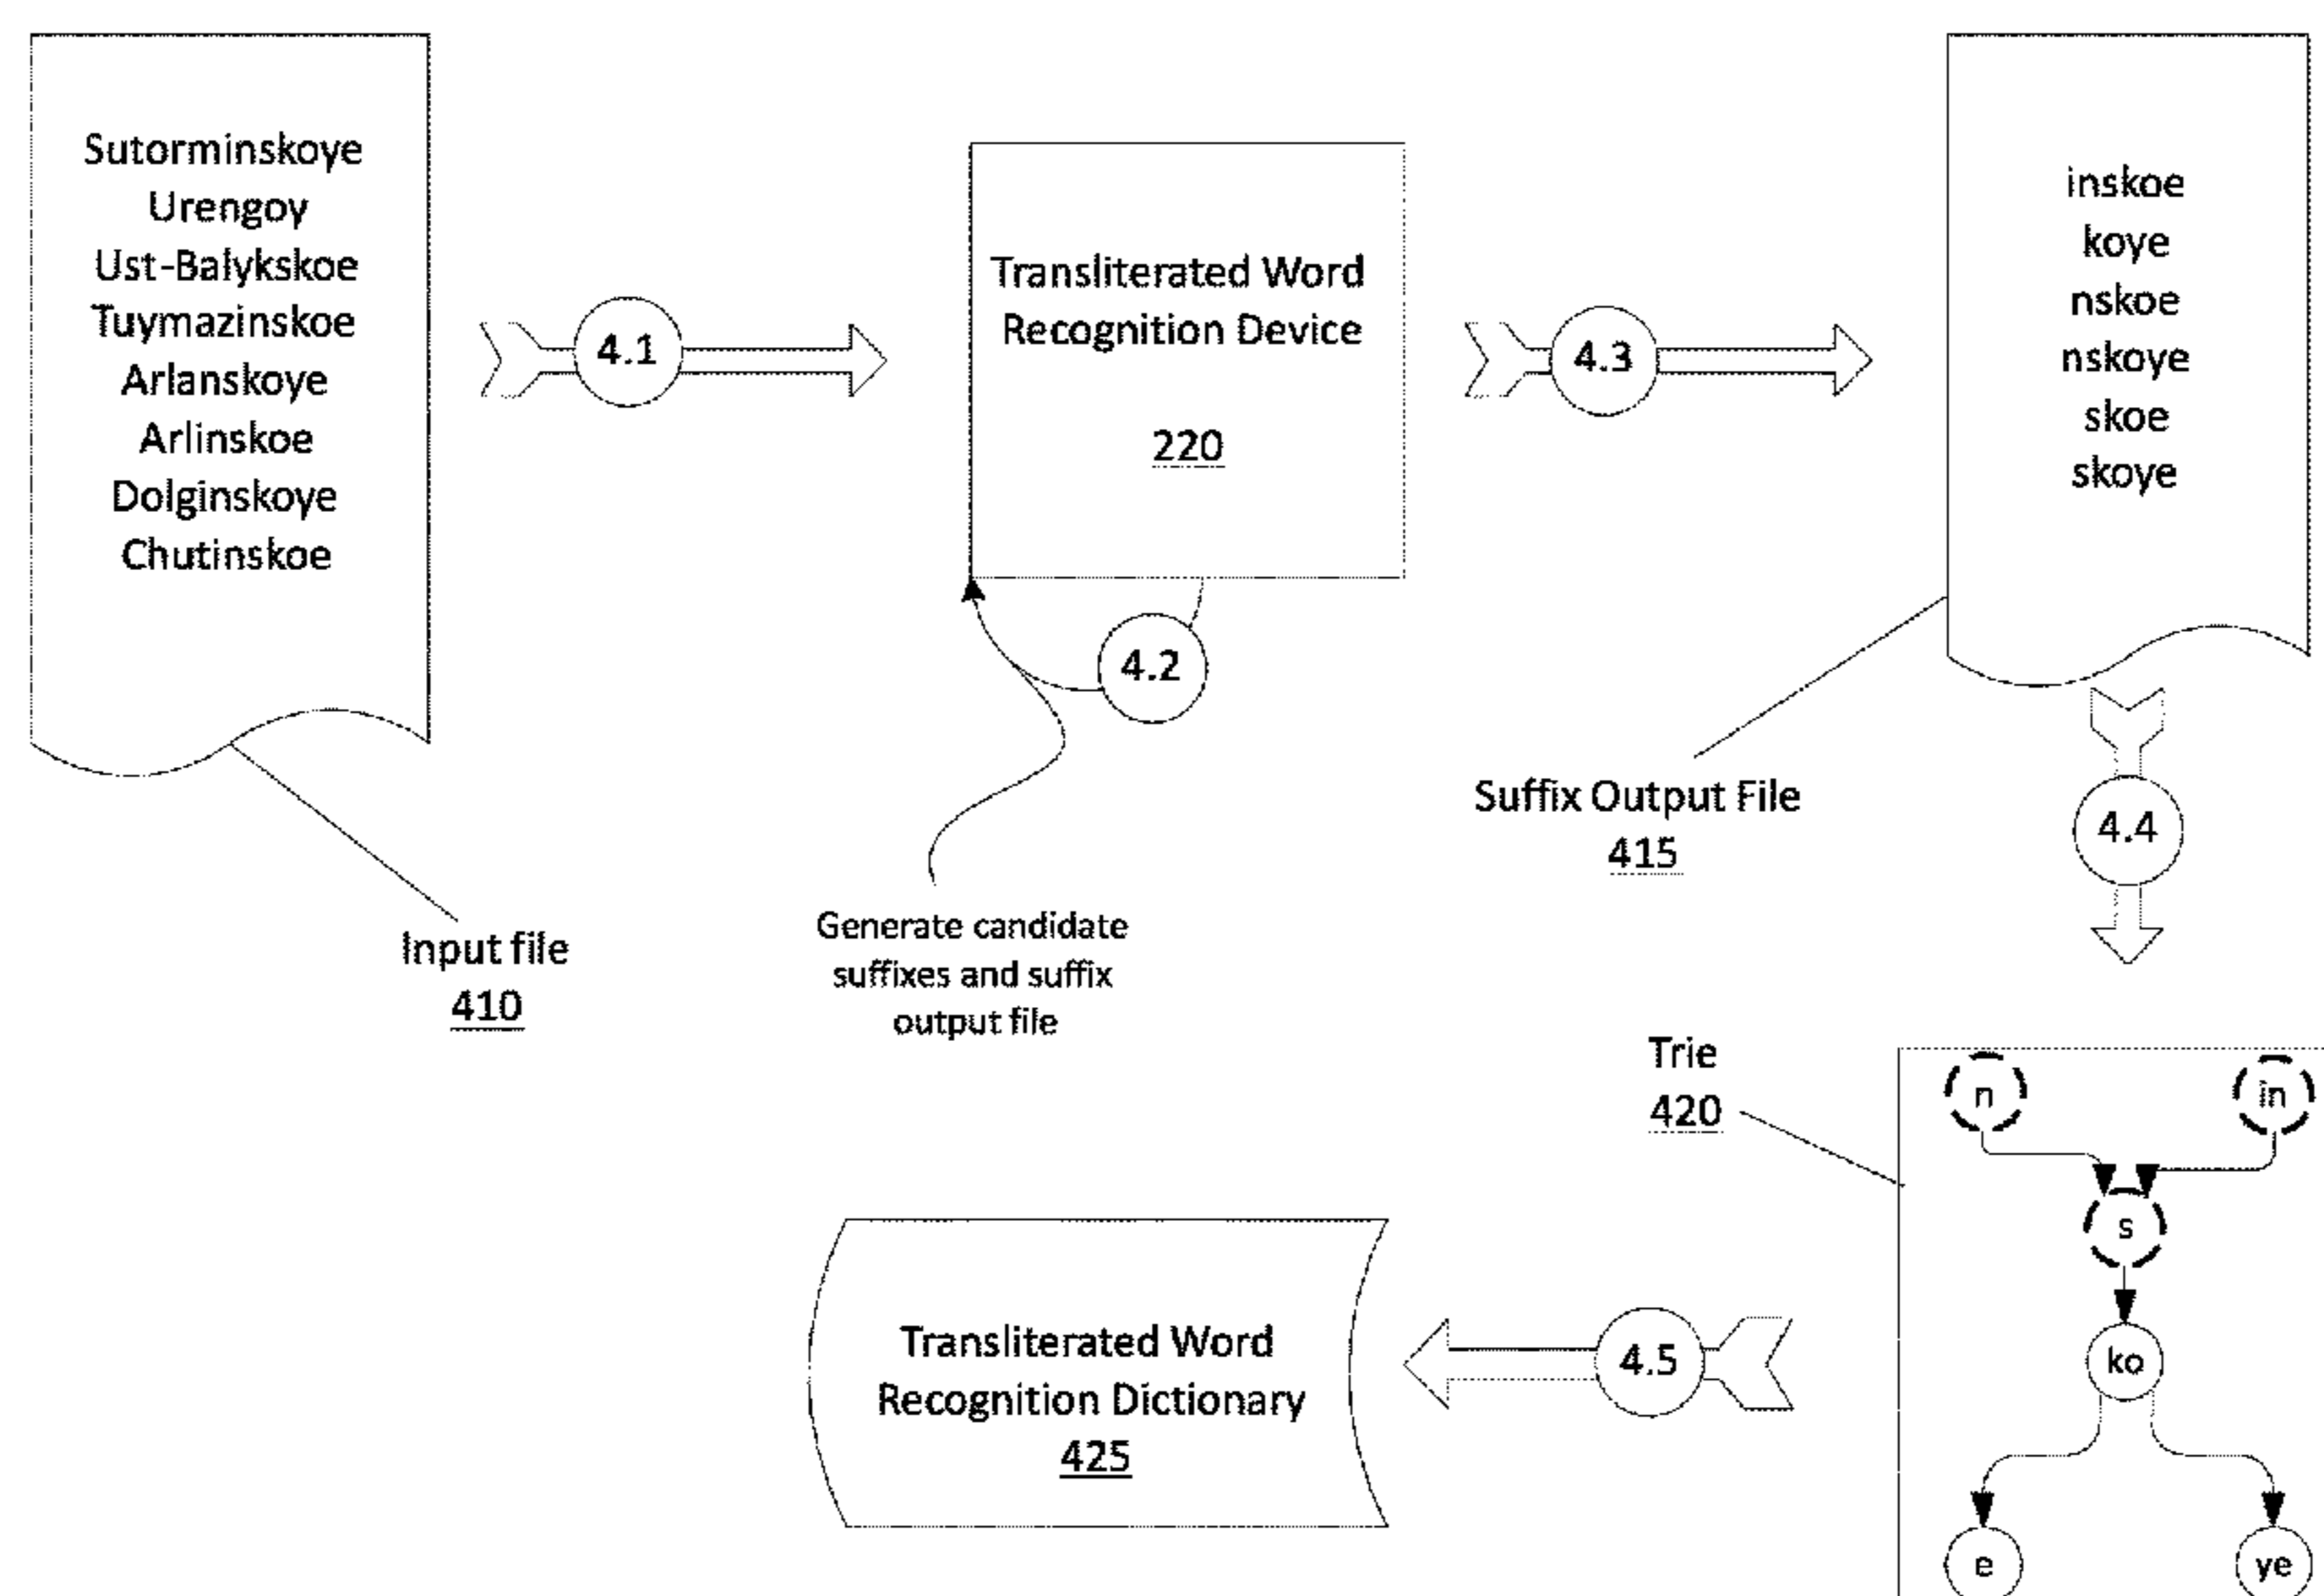 Sutorminskoye
Urengoy
Ust-Balykskoe
Tuymazinskoe
Arlanskoye
Arlinskoe
Dolginskoye
Chutinskoe
Input file
410
4.1
Transliterated Word
Recognition Device
220
4.2
Generate candidate
suffixes and suffix
output file
4.3
inskoe
koye
nskoe
nskoye
skoe
skoye
Suffix Output File
415
4.4
Trie
420
n
in
s
ko
e
ye
4.5
Transliterated Word
Recognition Dictionary
425